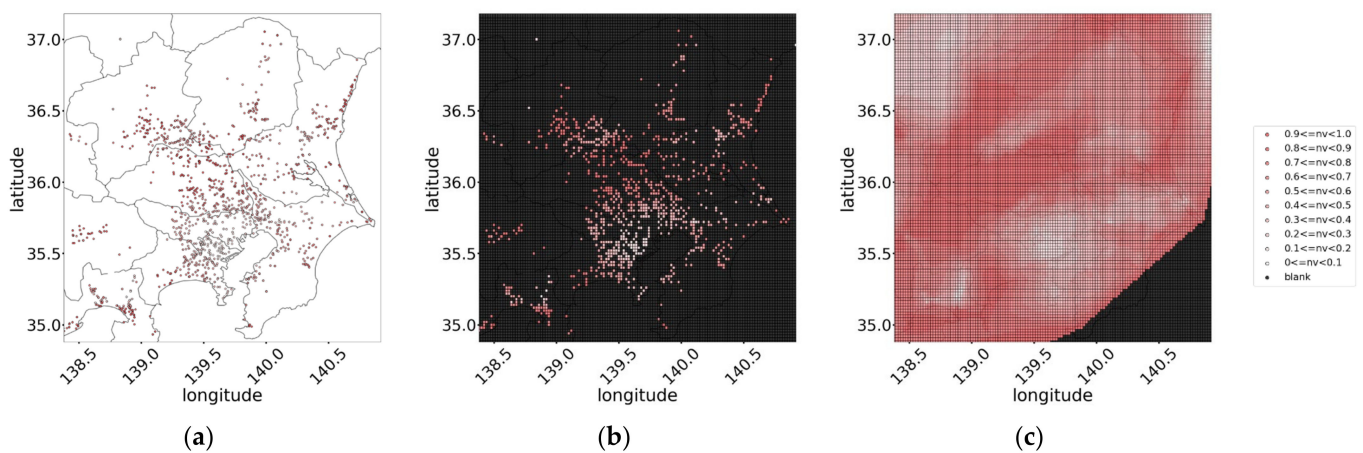 37.0
36.5
36.0
35.5
35.0
latitude
138.5
139.0
139.5
140.0
140.5
longitude
(a)
37.0
36.5
36.0
35.5
35.0
latitude
138.5
139.0
139.5
140.0
140.5
longitude
(b)
37.0
36.5
36.0
35.5
35.0
latitude
138.5
139.0
139.5
140.0
140.5
longitude
(c)
0.9<=nv<1.0
0.8<=nv<0.9
0.7<=nv<0.8
0.6<=nv<0.7
0.5<=nv<0.6
0.4<=nv<0.5
0.3<=nv<0.4
0.2<=nv<0.3
0.1<=nv<0.2
0<=nv<0.1
blank